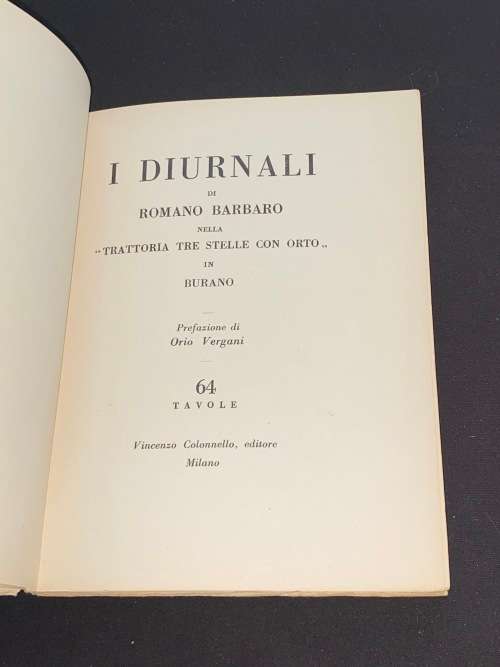 I DIURNALI
DI
ROMANO BARBARO
NELLA
„TRATTORIA TRE STELLE CON ORTO„
IN
BURANO
Prefazione di
Orio Vergani
64
TAVOLE
Vincenzo Colonnello, editore
Milano